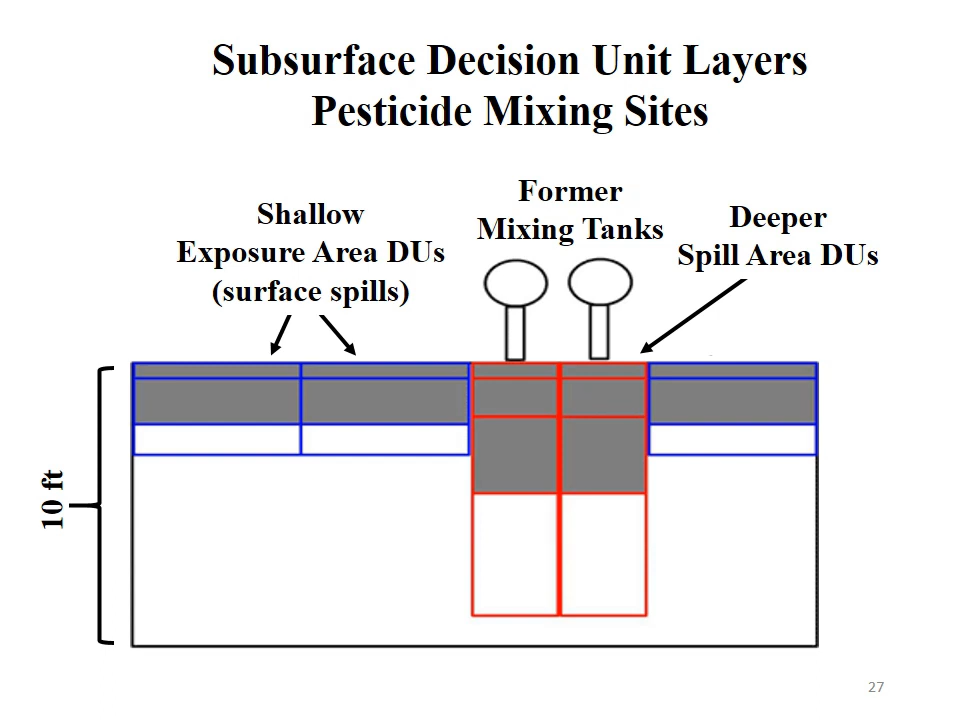 Subsurface Decision Unit Layers
Pesticide Mixing Sites
Shallow
Exposure Area DUs
(surface spills)
Former
Mixing Tanks
Deeper
Spill Area DUs
10 ft
27